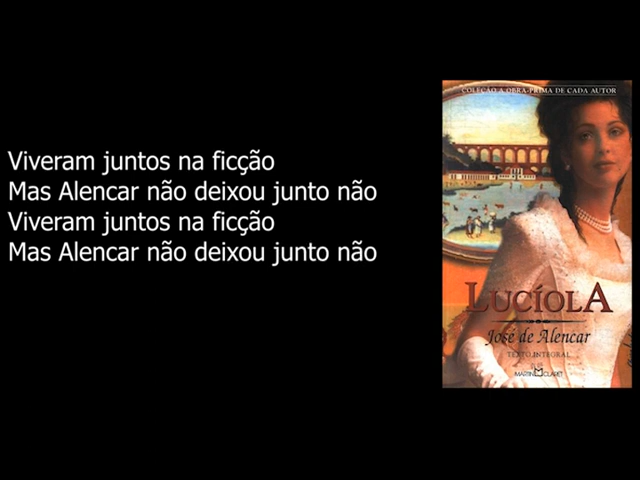 Viveram juntos na ficção
Mas Alencar não deixou junto não
Viveram juntos na ficção
Mas Alencar não deixou junto não
COLEÇÃO A OBRA-PRIMA DE CADA AUTOR
LUCÍOLA
José de Alencar
TEXTO INTEGRAL
MARTIN CLARET